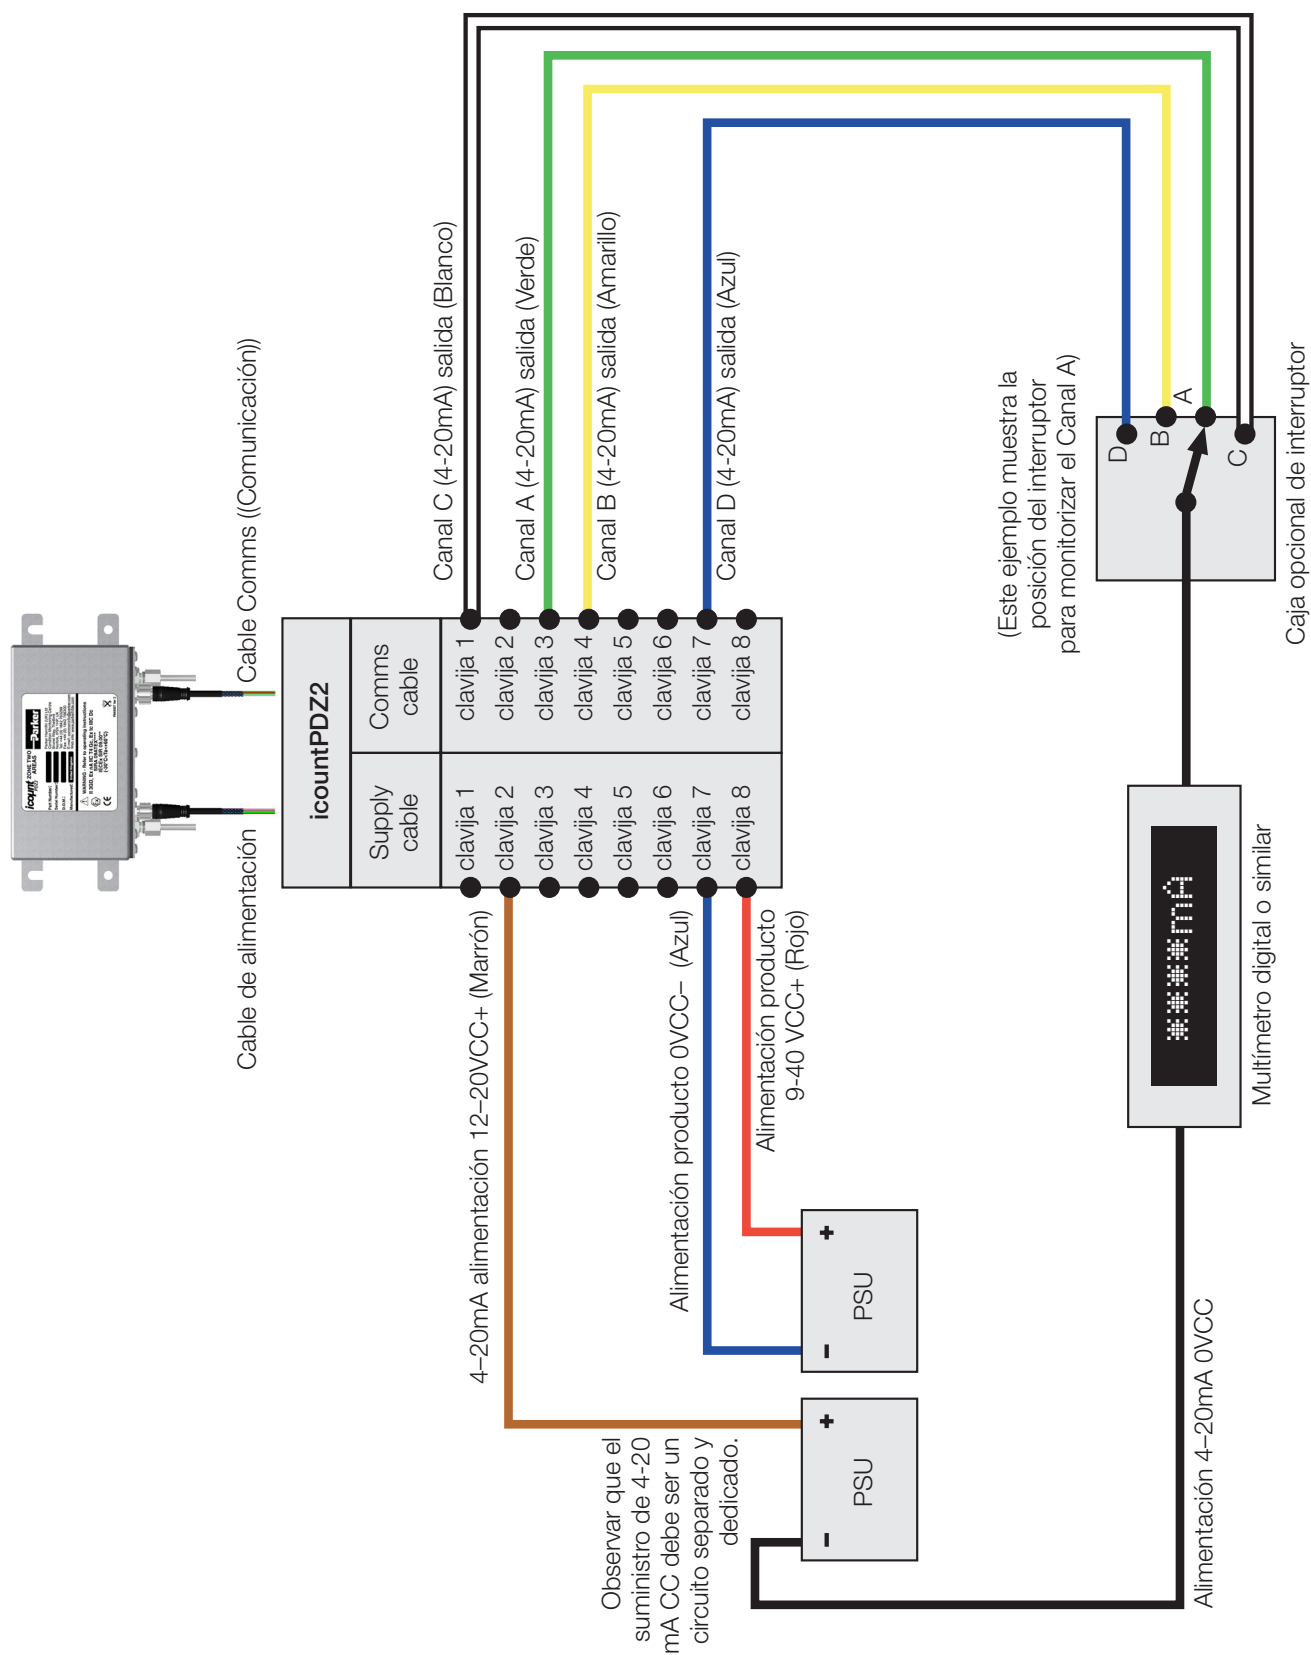 icount
PDZ2
ZONE TWO
AREAS
Parker
Cable de alimentación
Cable Comms ((Comunicación))
icountPDZ2
Supply
cable
Comms
cable
clavija 1
clavija 2
clavija 3
clavija 4
clavija 5
clavija 6
clavija 7
clavija 8
clavija 1
clavija 2
clavija 3
clavija 4
clavija 5
clavija 6
clavija 7
clavija 8
4–20mA alimentación 12–20VCC+ (Marrón)
Alimentación producto 0VCC– (Azul)
Alimentación producto
9-40 VCC+ (Rojo)
Canal C (4-20mA) salida (Blanco)
Canal A (4-20mA) salida (Verde)
Canal B (4-20mA) salida (Amarillo)
Canal D (4-20mA) salida (Azul)
Observar que el
suministro de 4-20
mA CC debe ser un
circuito separado y
dedicado.
– +
PSU
– +
PSU
(Este ejemplo muestra la
posición del interruptor
para monitorizar el Canal A)
D
B
A
C
Caja opcional de interruptor
****mA
Multímetro digital o similar
Alimentación 4–20mA 0VCC